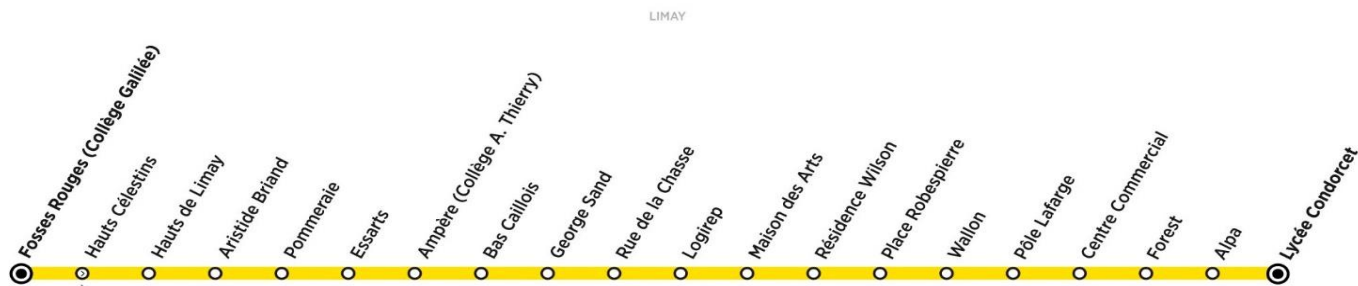 LIMAY
Fosses Rouges (Collège Galilée)
Hauts Célestins
Hauts de Limay
Aristide Briand
Pommeraie
Essarts
Ampère (Collège A. Thierry)
Bas Caillois
George Sand
Rue de la Chasse
Logirep
Maison des Arts
Résidence Wilson
Place Robespierre
Wallon
Pôle Lafarge
Centre Commercial
Forest
Alpa
Lycée Condorcet